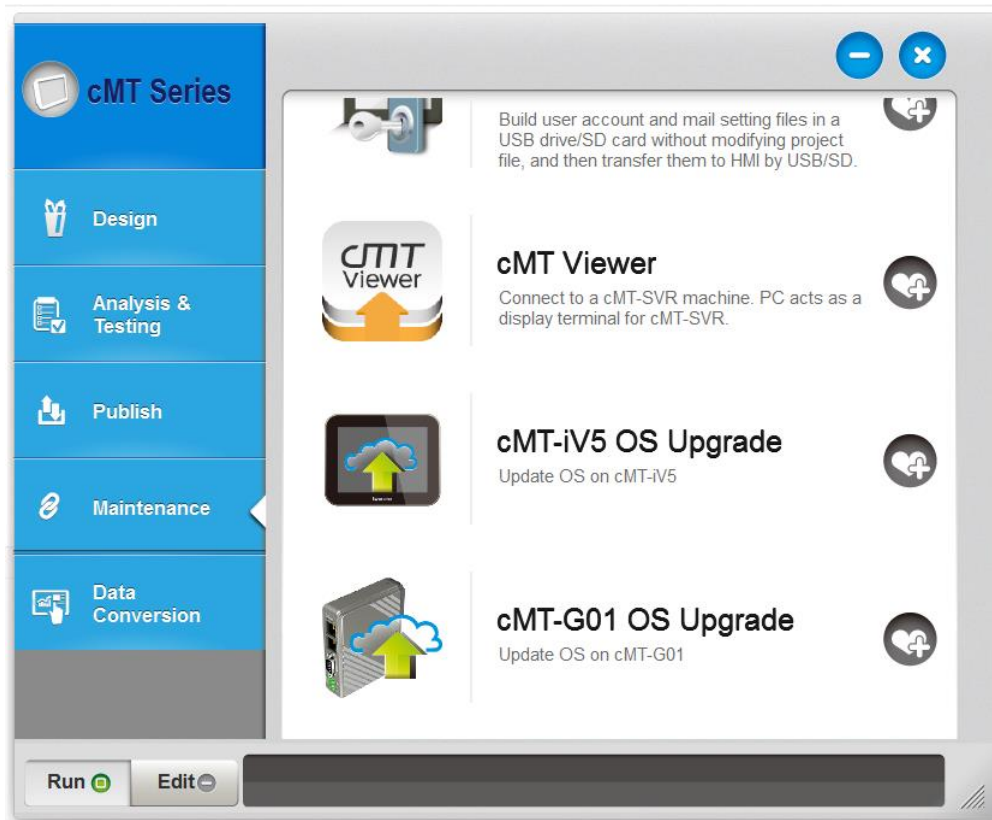 cMT Series
Design
Analysis &
Testing
Publish
Maintenance
Data
Conversion
Build user account and mail setting files in a
USB drive/SD card without modifying project
file, and then transfer them to HMI by USB/SD.
cMT
Viewer
cMT Viewer
Connect to a cMT-SVR machine. PC acts as a
display terminal for cMT-SVR.
cMT-iV5 OS Upgrade
Update OS on cMT-iV5
cMT-G01 OS Upgrade
Update OS on cMT-G01
Run
Edit